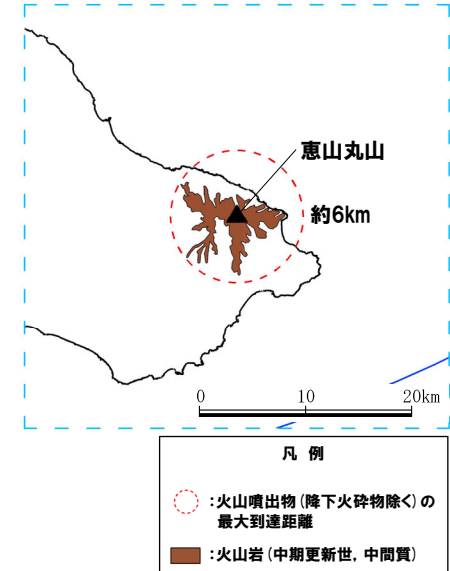 恵山丸山
約6km
0 10 20km
凡 例
:火山噴出物(降下火砕物除く)の
最大到達距離
:火山岩(中期更新世, 中間質)